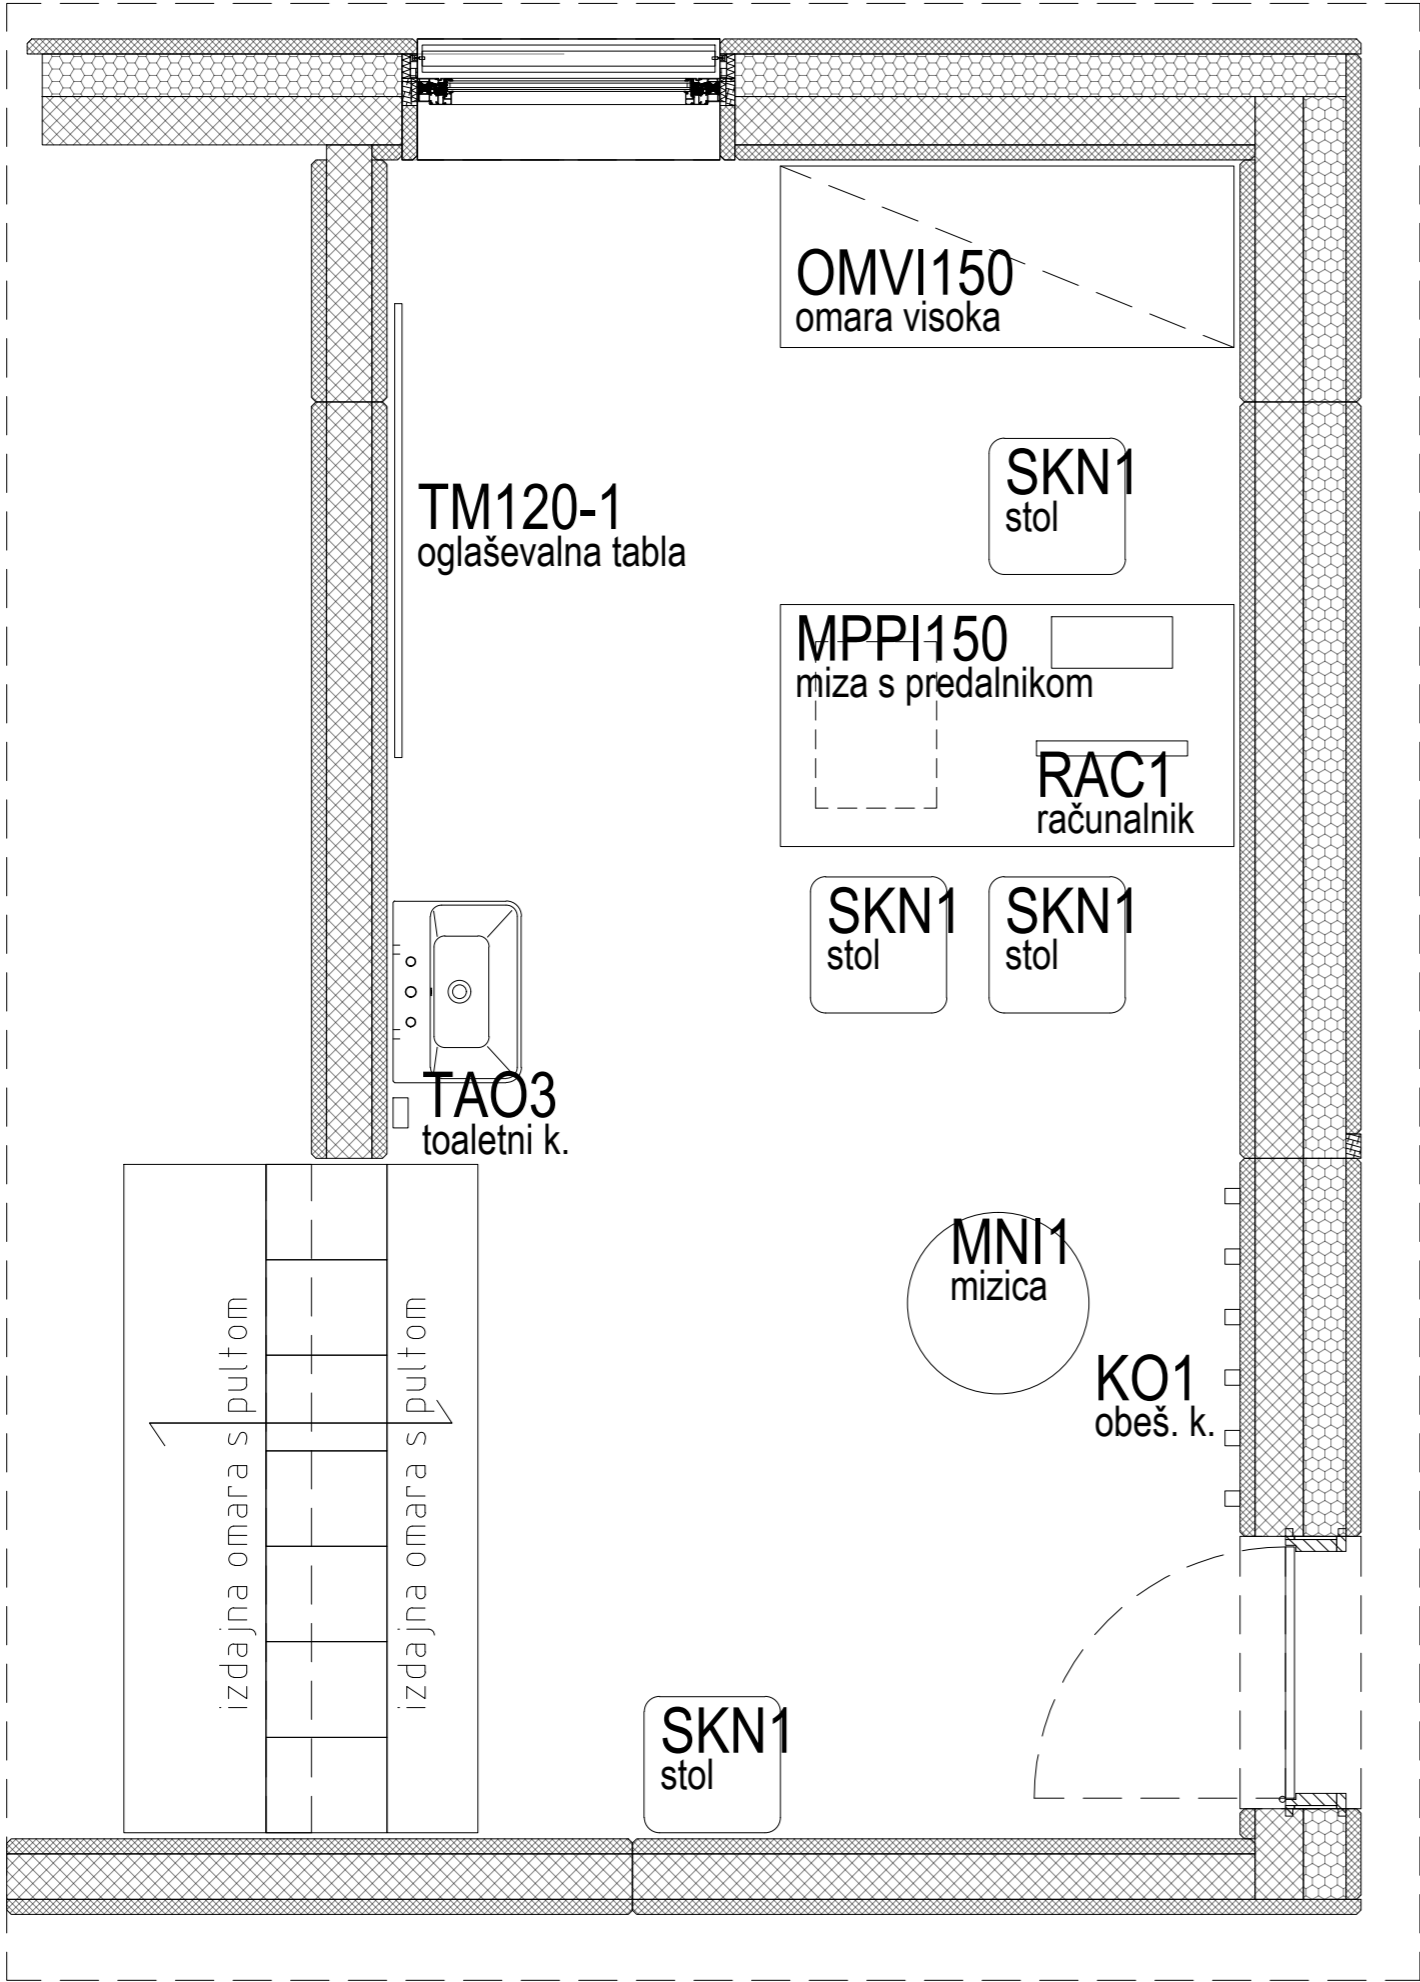 OMVI150
omara visoka
SKN1
stol
TM120-1
oglaševalna tabla
MPPI150
miza s predalnikom
RAC1
računalnik
SKN1
stol
SKN1
stol
TAO3
toaletni k.
MNI1
mizica
izdajna omara s pultom
izdajna omara s pultom
KO1
obeš. k.
SKN1
stol